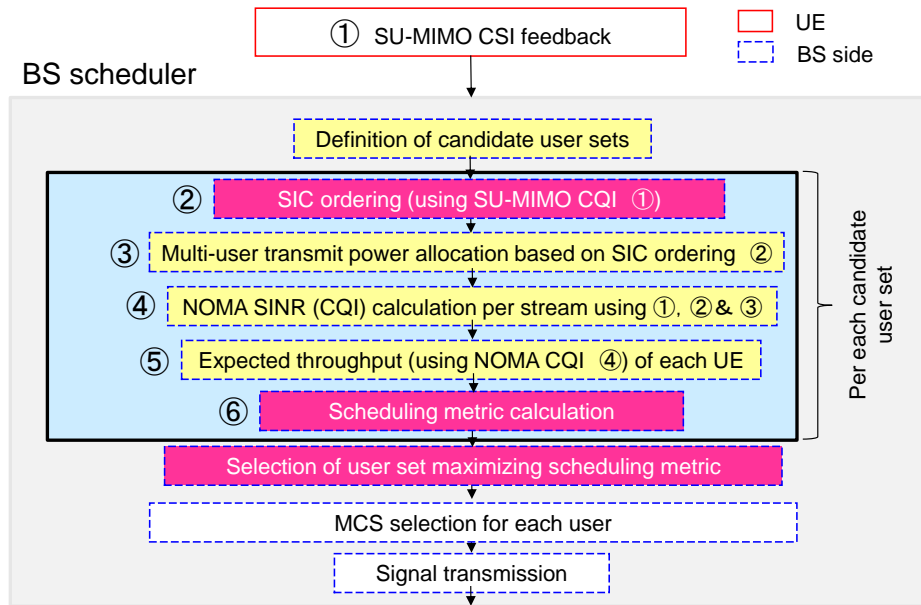 ① SU-MIMO CSI feedback
UE
BS side
BS scheduler
Definition of candidate user sets
② SIC ordering (using SU-MIMO CQI ①)
③ Multi-user transmit power allocation based on SIC ordering ②
④ NOMA SINR (CQI) calculation per stream using ①, ② & ③
⑤ Expected throughput (using NOMA CQI ④) of each UE
⑥ Scheduling metric calculation
Per each candidate
user set
Selection of user set maximizing scheduling metric
MCS selection for each user
Signal transmission